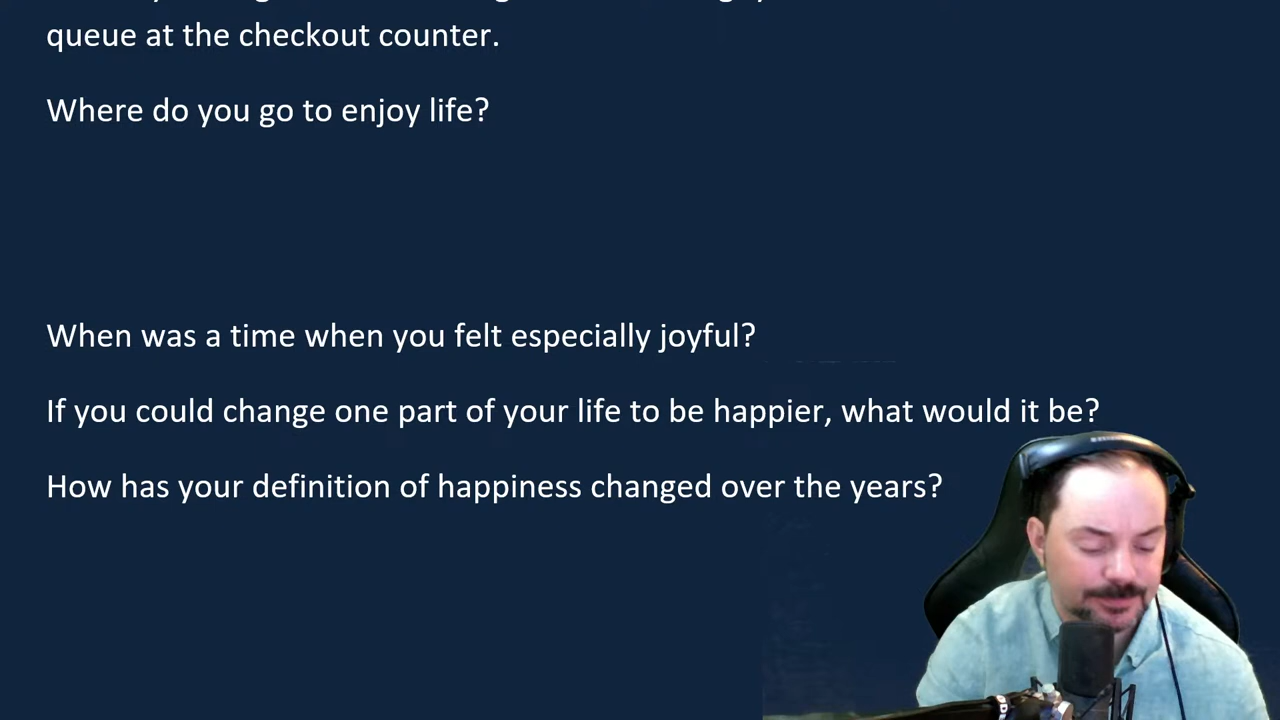 queue at the checkout counter.
Where do you go to enjoy life?
When was a time when you felt especially joyful?
If you could change one part of your life to be happier, what would it be?
How has your definition of happiness changed over the years?